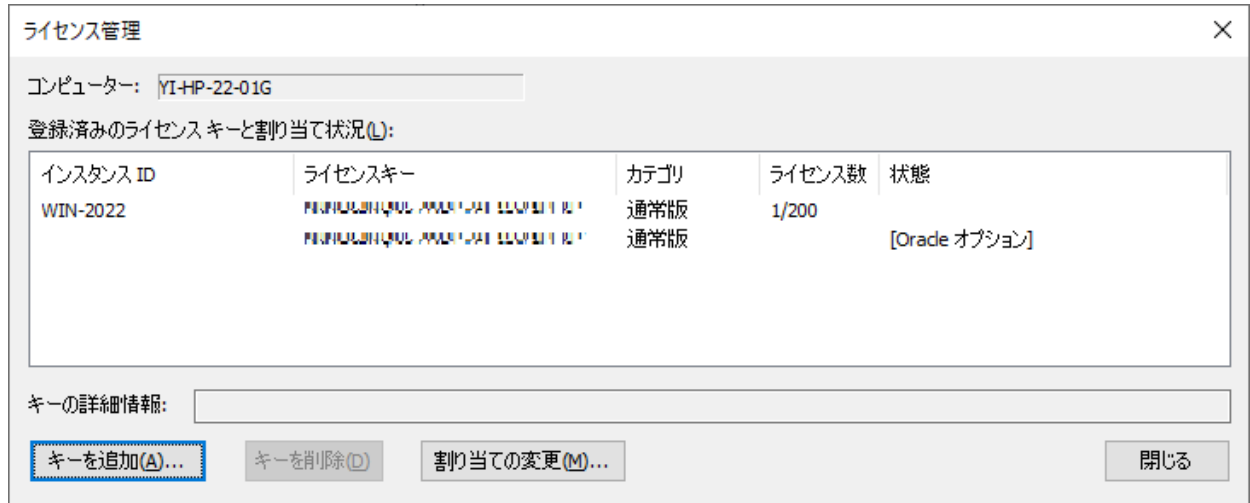 ライセンス管理
コンピューター: YI-HP-22-01G
登録済みのライセンス キーと割り当て状況(L):
インスタンス ID ライセンスキー カテゴリ ライセンス数 状態
WIN-2022 通常版 1/200
通常版 [Oracle オプション]
キーの詳細情報:
キーを追加(A)... キーを削除(D) 割り当ての変更(M)... 閉じる